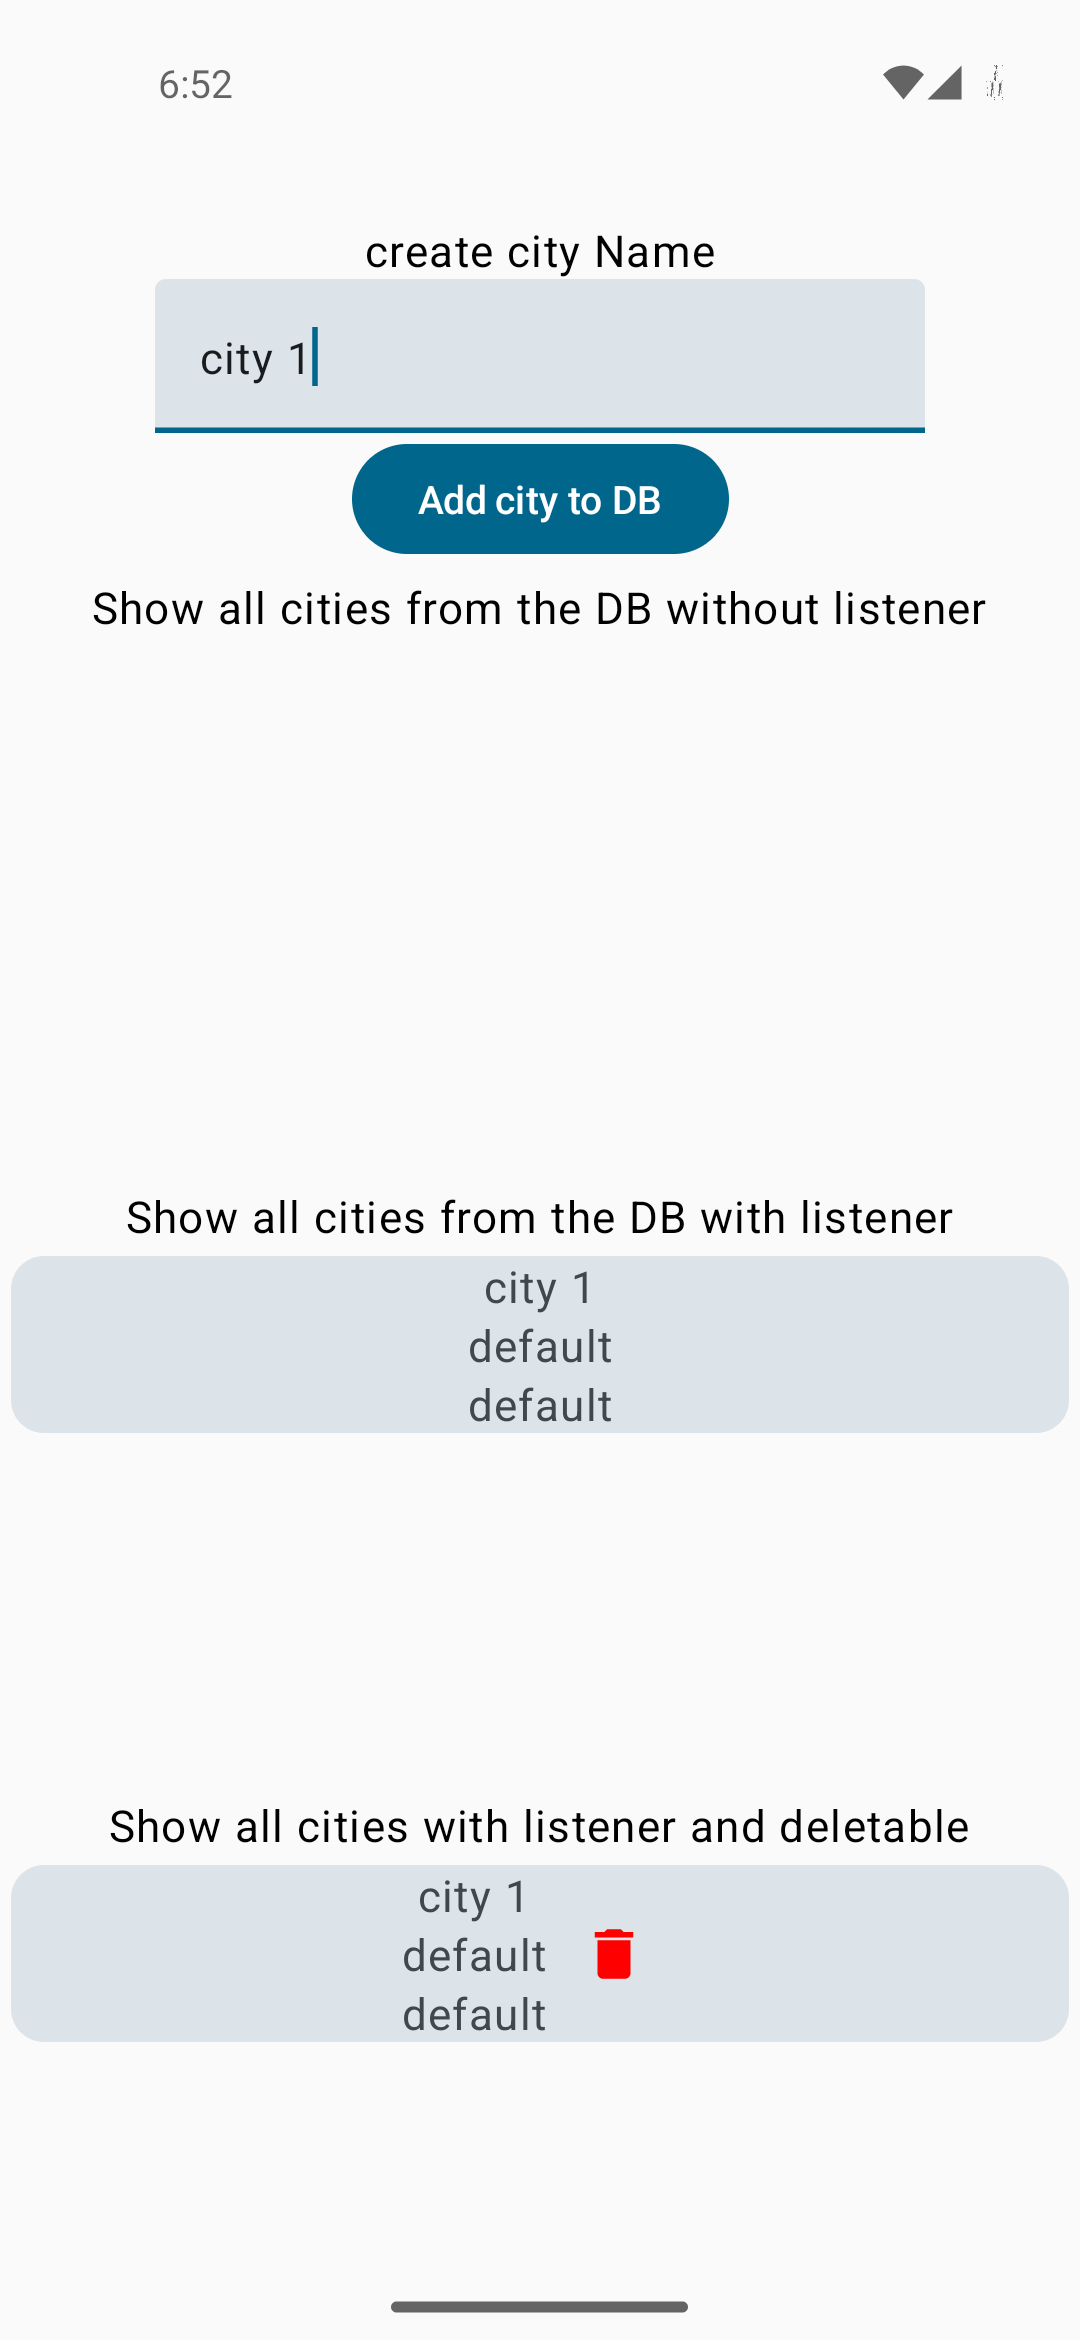 6:52
create city Name
city 1
Add city to DB
Show all cities from the DB without listener
Show all cities from the DB with listener
city 1
default
default
Show all cities with listener and deletable
city 1
default
default